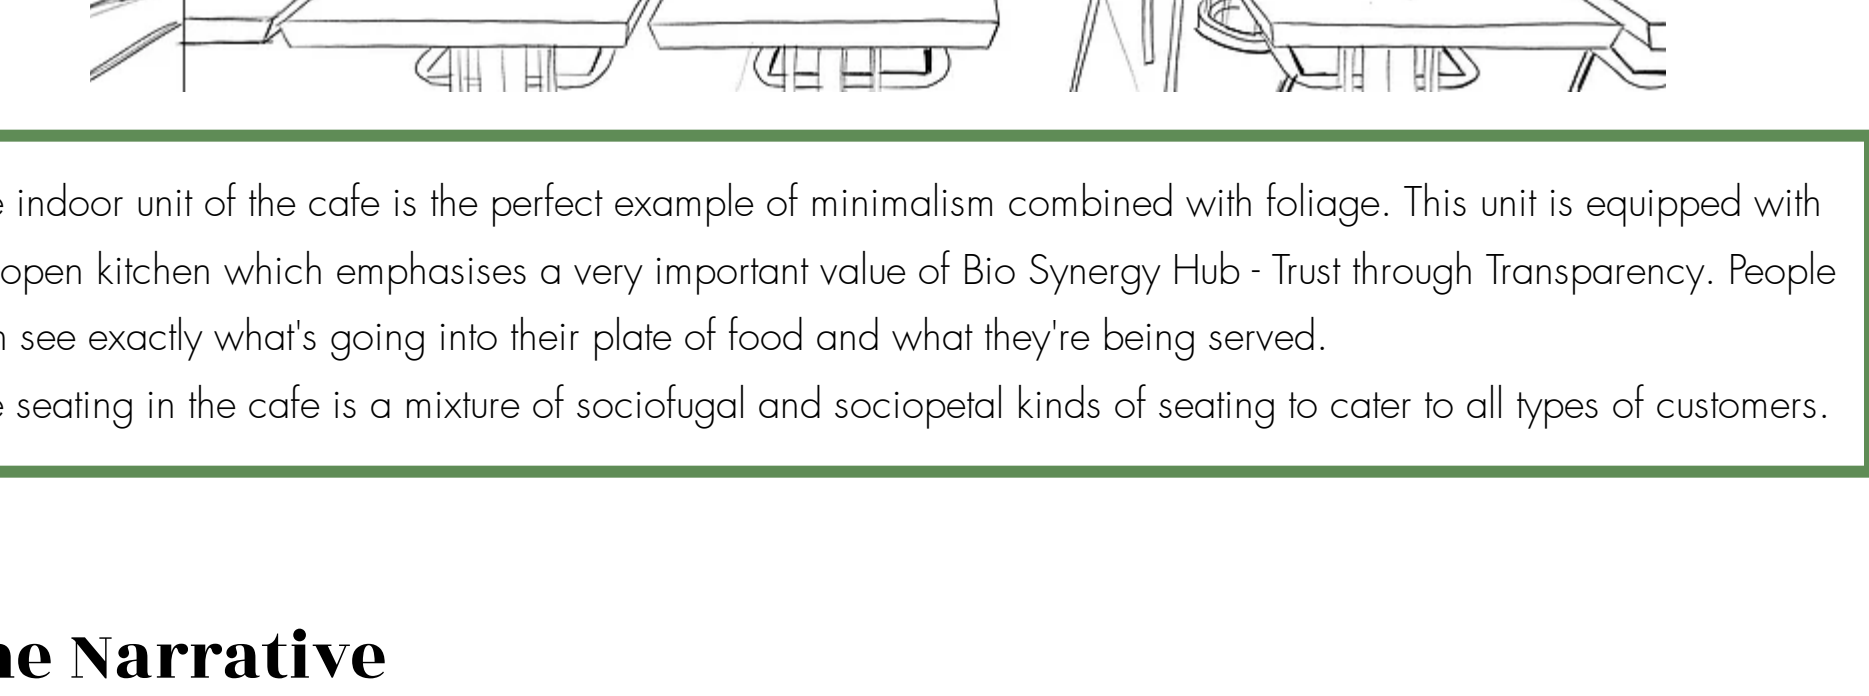 indoor unit of the cafe is the perfect example of minimalism combined with foliage. This unit is equipped with
open kitchen which emphasises a very important value of Bio Synergy Hub - Trust through Transparency. People
see exactly what's going into their plate of food and what they're being served.
seating in the cafe is a mixture of sociofugal and sociopetal kinds of seating to cater to all types of customers.
Narrative